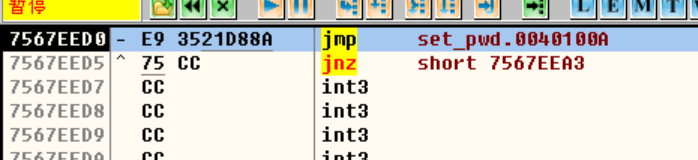 暂停
L E M T
7567EED0 - E9 3521D88A jmp set_pwd.0040100A
7567EED5 ^ 75 CC jnz short 7567EEA3
7567EED7 CC int3
7567EED8 CC int3
7567EED9 CC int3
7567EEDA CC int3